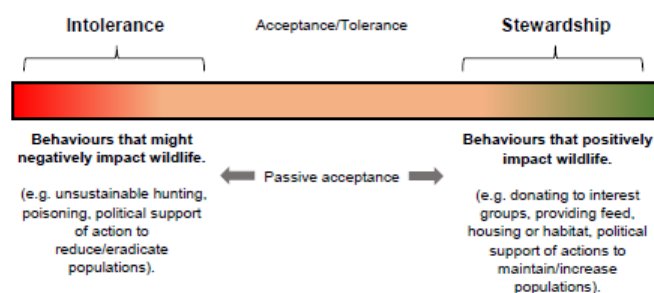 Intolerance
Acceptance/Tolerance
Stewardship
Behaviours that might
negatively impact wildlife.
(e.g. unsustainable hunting,
poisoning, political support
of action to
reduce/eradicate
populations).
Passive acceptance
Behaviours that positively
impact wildlife.
(e.g. donating to interest
groups, providing feed,
housing or habitat, political
support of actions to
maintain/increase
populations).